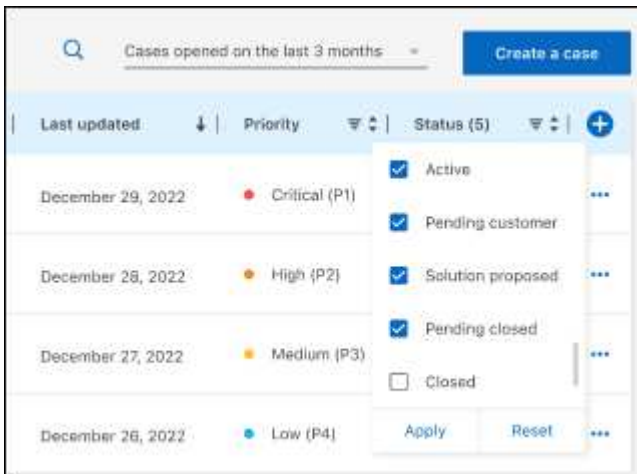 Cases opened on the last 3 months
Create a case
Last updated
Priority
Status (5)
Active
December 29, 2022
Critical (P1)
Pending customer
December 28, 2022
High (P2)
Solution proposed
Pending closed
December 27, 2022
Medium (P3)
Closed
December 26, 2022
Low (P4)
Apply
Reset